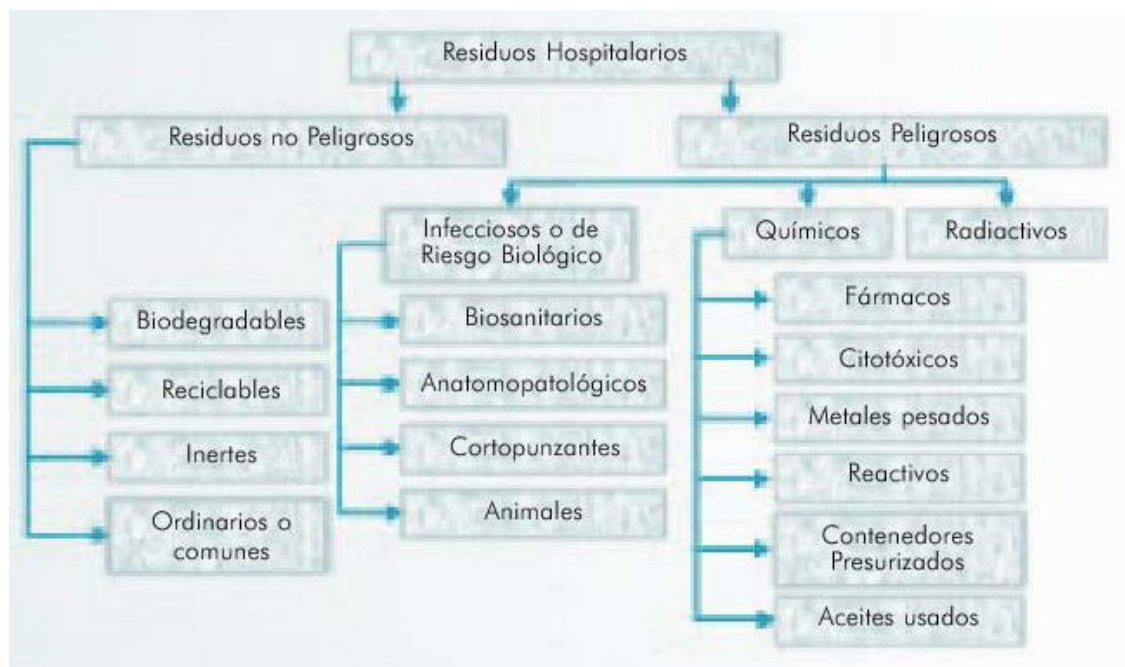 Residuos Hospitalarios
Residuos no Peligrosos
Residuos Peligrosos
Infecciosos o de
Riesgo Biológico
Químicos
Radiactivos
Biodegradables
Reciclables
Inertes
Ordinarios o
comunes
Biosanitarios
Anatomopatológicos
Cortopunzantes
Animales
Fármacos
Citotóxicos
Metales pesados
Reactivos
Contenedores
Presurizados
Aceites usados